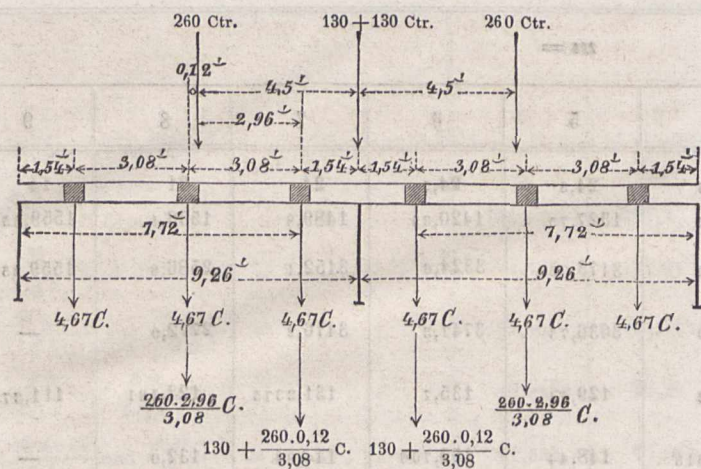 260 Ctr. 130 + 130 Ctr. 260 Ctr.
0,12' 4,5' 4,5'
2,96'
1,54' 3,08' 3,08' 1,54' 1,54' 3,08' 3,08' 1,54'
7,72' 7,72'
9,26' 9,26'
4,67 C. 4,67 C. 4,67 C. 4,67 C. 4,67 C. 4,67 C.
260.2,96/3,08 C. 260.2,96/3,08 C.
130 + 260.0,12/3,08 C. 130 + 260.0,12/3,08 C.